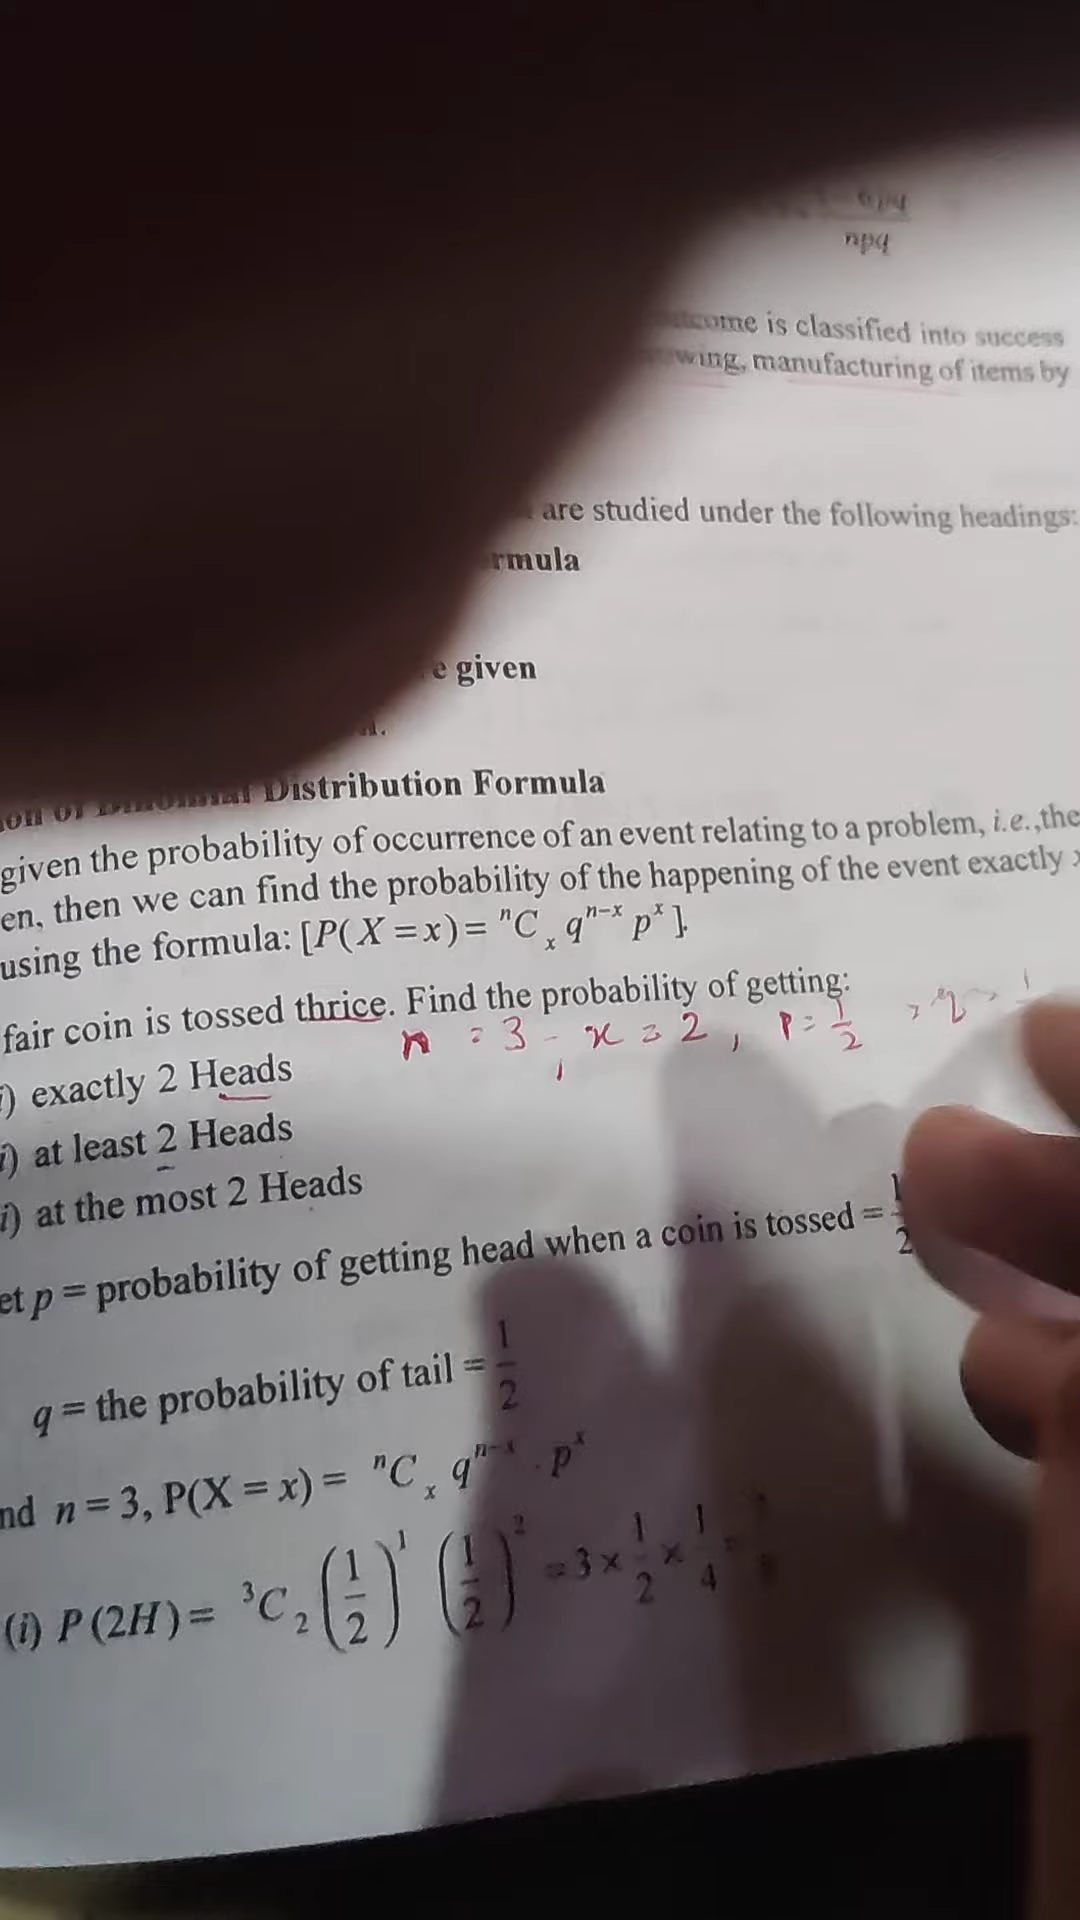 npq
is classified into success
manufacturing of items by
are studied under the following headings:
given
Distribution Formula
given the probability of occurrence of an event relating to a problem, i.e.,the
en, then we can find the probability of the happening of the event exactly x
using the formula: [P(X = x) = ⁿCₓ qⁿ⁻ˣ pˣ].
fair coin is tossed thrice. Find the probability of getting:
n = 3, x = 2, p = 1/2, q
i) exactly 2 Heads
i) at least 2 Heads
i) at the most 2 Heads
et p = probability of getting head when a coin is tossed = 1/2
q = the probability of tail = 1/2
nd n = 3, P(X = x) = ⁿCₓ qⁿ⁻ˣ . pˣ
(i) P (2H) = ³C₂ (1/2)¹ (1/2)² = 3 × 1/2 × 1/4 =